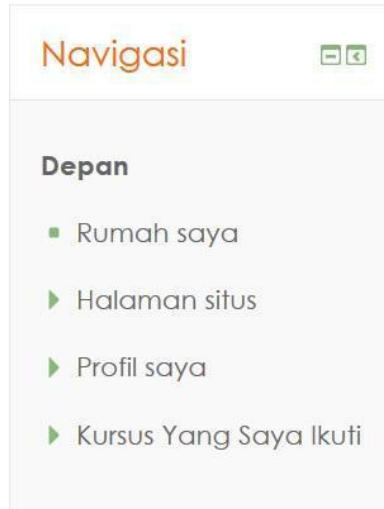 Navigasi
Depan
Rumah saya
Halaman situs
Profil saya
Kursus Yang Saya Ikuti